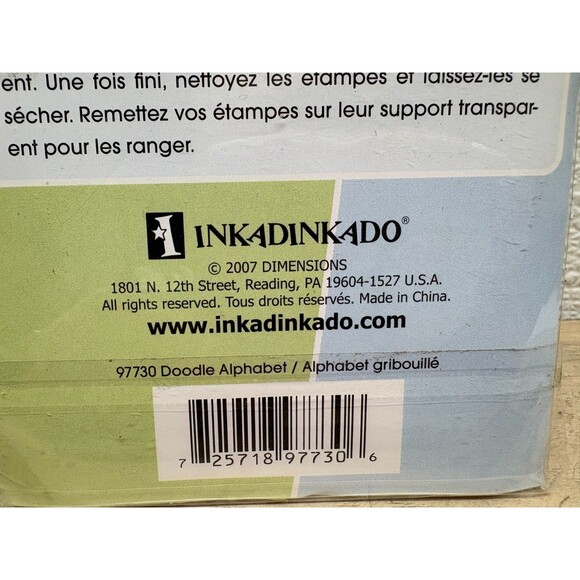 ent. Une fois fini, nettoyez les étampes et laissez-les se
sécher. Remettez vos étampes sur leur support transpar-
ent pour les ranger.
INKADINKADO®
© 2007 DIMENSIONS
1801 N. 12th Street, Reading, PA 19604-1527 U.S.A.
All rights reserved. Tous droits réservés. Made in China.
www.inkadinkado.com
97730 Doodle Alphabet / Alphabet gribouillé
7 25718 97730 6